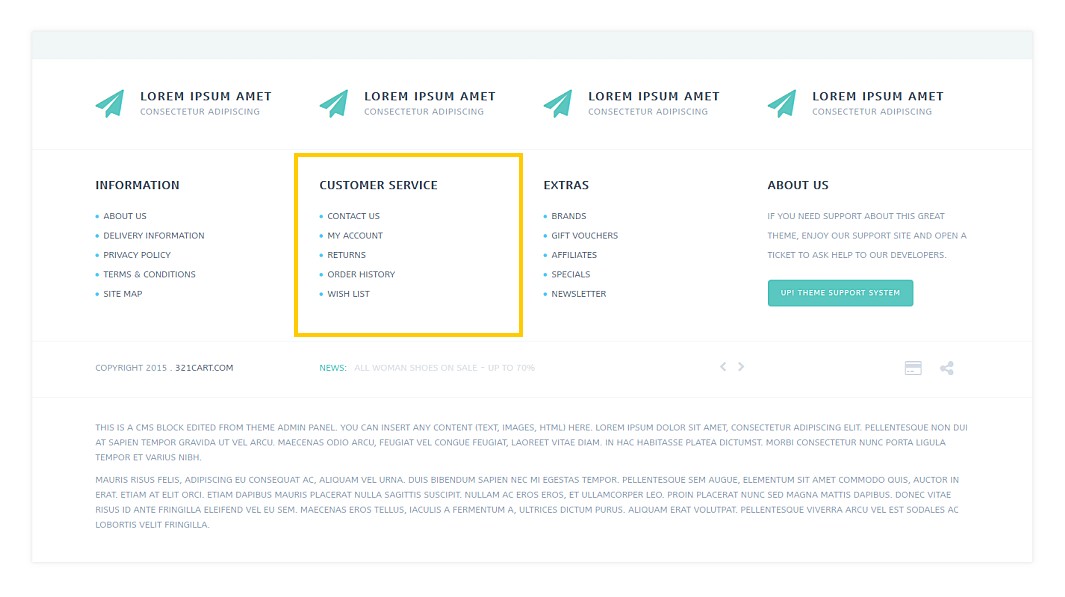 LOREM IPSUM AMET
CONSECTETUR ADIPISCING
LOREM IPSUM AMET
CONSECTETUR ADIPISCING
LOREM IPSUM AMET
CONSECTETUR ADIPISCING
LOREM IPSUM AMET
CONSECTETUR ADIPISCING
INFORMATION
ABOUT US
DELIVERY INFORMATION
PRIVACY POLICY
TERMS & CONDITIONS
SITE MAP
CUSTOMER SERVICE
CONTACT US
MY ACCOUNT
RETURNS
ORDER HISTORY
WISH LIST
EXTRAS
BRANDS
GIFT VOUCHERS
AFFILIATES
SPECIALS
NEWSLETTER
ABOUT US
IF YOU NEED SUPPORT ABOUT THIS GREAT
THEME, ENJOY OUR SUPPORT SITE AND OPEN A
TICKET TO ASK HELP TO OUR DEVELOPERS.
UP! THEME SUPPORT SYSTEM
COPYRIGHT 2015 . 321CART.COM
NEWS: ALL WOMAN SHOES ON SALE - UP TO 70%
THIS IS A CMS BLOCK EDITED FROM THEME ADMIN PANEL. YOU CAN INSERT ANY CONTENT (TEXT, IMAGES, HTML) HERE. LOREM IPSUM DOLOR SIT AMET, CONSECTETUR ADIPISCING ELIT. PELLENTESQUE NON DUI
AT SAPIEN TEMPOR GRAVIDA UT VEL ARCU. MAECENAS ODIO ARCU, FEUGIAT VEL CONGUE FEUGIAT, LAOREET VITAE DIAM. IN HAC HABITASSE PLATEA DICTUMST. MORBI CONSECTETUR NUNC PORTA LIGULA
TEMPOR ET VARIUS NIBH.
MAURIS RISUS FELIS, ADIPISCING EU CONSEQUAT AC, ALIQUAM VEL URNA. DUIS BIBENDUM SAPIEN NEC MI EGESTAS TEMPOR. PELLENTESQUE SEM AUGUE, ELEMENTUM SIT AMET COMMODO QUIS, AUCTOR IN
ERAT. ETIAM AT ELIT ORCI. ETIAM DAPIBUS MAURIS PLACERAT NULLA SAGITTIS SUSCIPIT. NULLAM AC EROS EROS, ET ULLAMCORPER LEO. PROIN PLACERAT NUNC SED MAGNA MATTIS DAPIBUS. DONEC VITAE
RISUS ID ANTE FRINGILLA ELEIFEND VEL EU SEM. MAECENAS EROS TELLUS, IACULIS A FERMENTUM A, ULTRICES DICTUM PURUS. ALIQUAM ERAT VOLUTPAT. PELLENTESQUE VIVERRA ARCU VEL EST SODALES AC
LOBORTIS VELIT FRINGILLA.